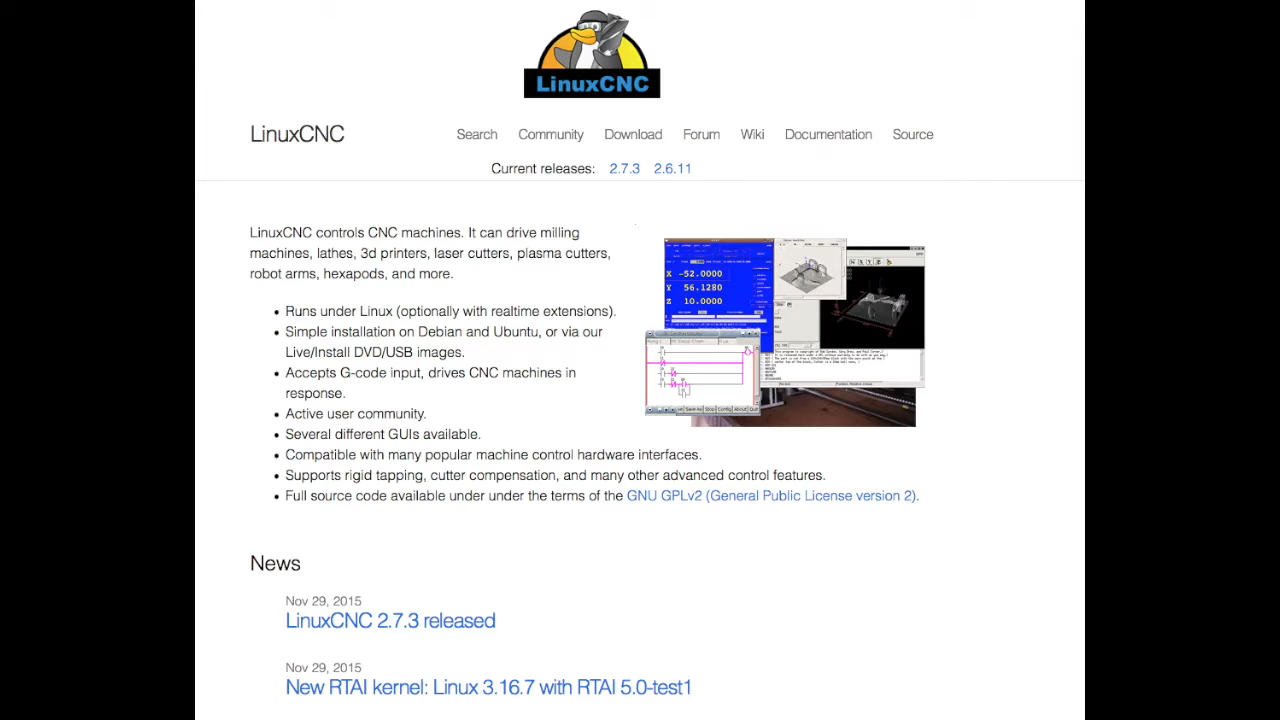 LinuxCNC
LinuxCNC
Search Community Download Forum Wiki Documentation Source
Current releases: 2.7.3 2.6.11
LinuxCNC controls CNC machines. It can drive milling
machines, lathes, 3d printers, laser cutters, plasma cutters,
robot arms, hexapods, and more.
• Runs under Linux (optionally with realtime extensions).
• Simple installation on Debian and Ubuntu, or via our
Live/Install DVD/USB images.
• Accepts G-code input, drives CNC machines in
response.
• Active user community.
• Several different GUIs available.
• Compatible with many popular machine control hardware interfaces.
• Supports rigid tapping, cutter compensation, and many other advanced control features.
• Full source code available under under the terms of the GNU GPLv2 (General Public License version 2).
X -52.0000
Y 56.1280
Z 10.0000
Save As Stop Config About Quit
News
Nov 29, 2015
LinuxCNC 2.7.3 released
Nov 29, 2015
New RTAI kernel: Linux 3.16.7 with RTAI 5.0-test1